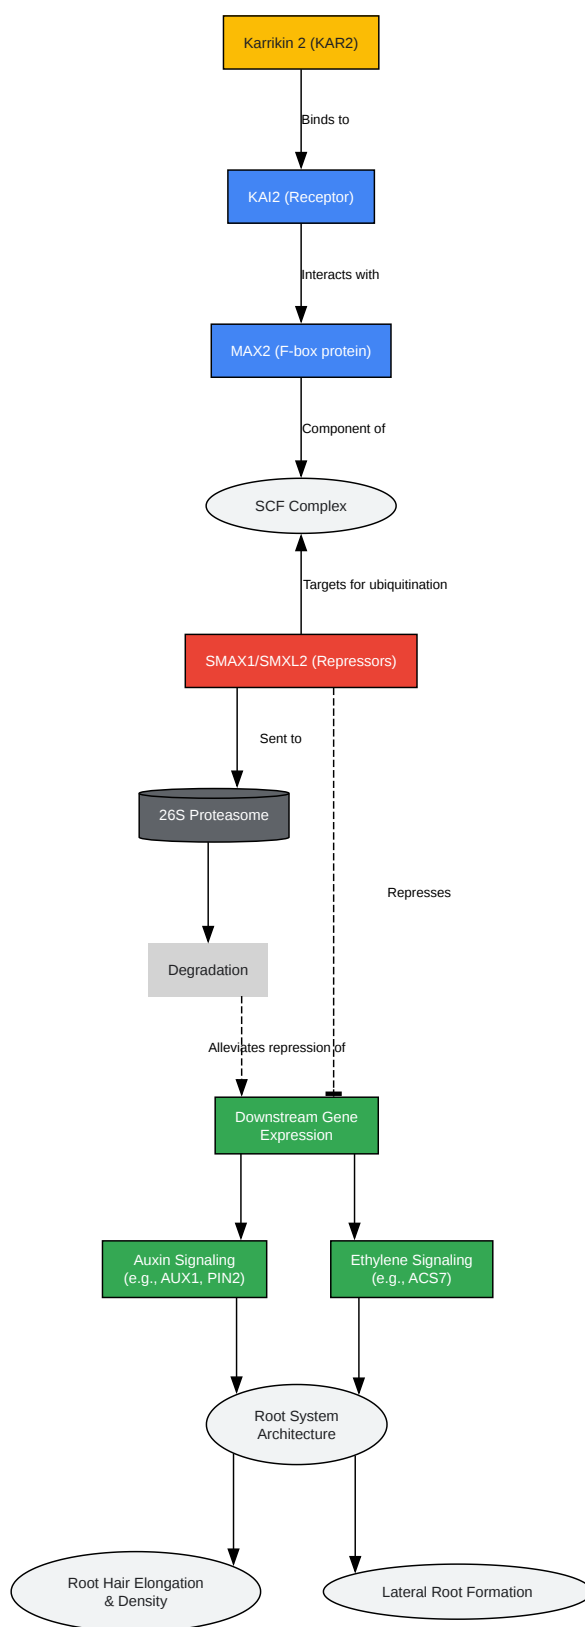 Karrikin 2 (KAR2)
Binds to
KAI2 (Receptor)
Interacts with
MAX2 (F-box protein)
Component of
SCF Complex
Targets for ubiquitination
SMAX1/SMXL2 (Repressors)
Sent to
26S Proteasome
Represses
Degradation
Alleviates repression of
Downstream Gene
Expression
Auxin Signaling
(e.g., AUX1, PIN2)
Ethylene Signaling
(e.g., ACS7)
Root System
Architecture
Root Hair Elongation
& Density
Lateral Root Formation